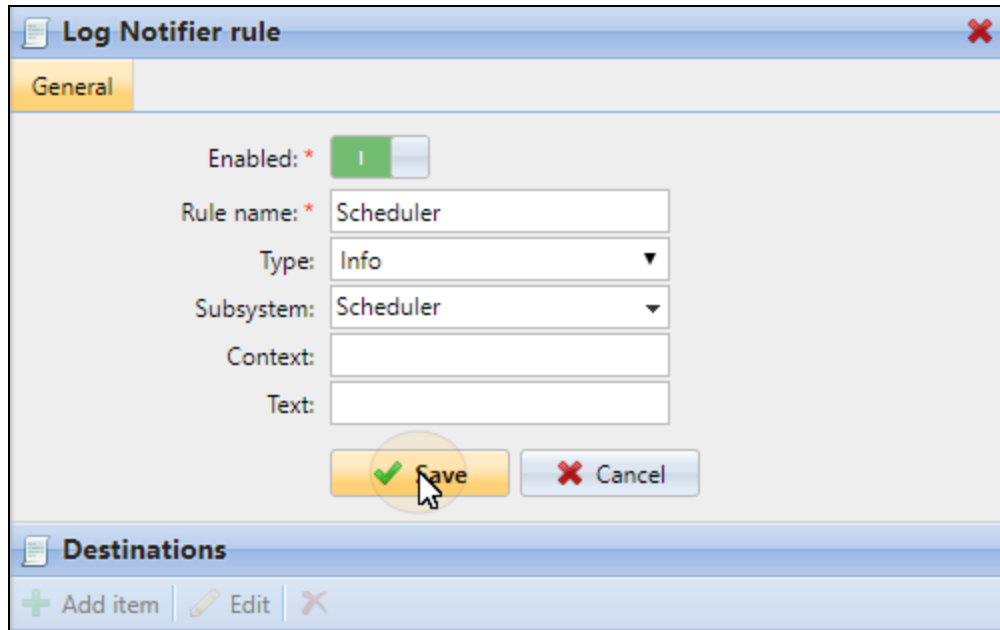 Log Notifier rule
General
Enabled: *
Rule name: * Scheduler
Type: Info
Subsystem: Scheduler
Context:
Text:
Save Cancel
Destinations
Add item Edit